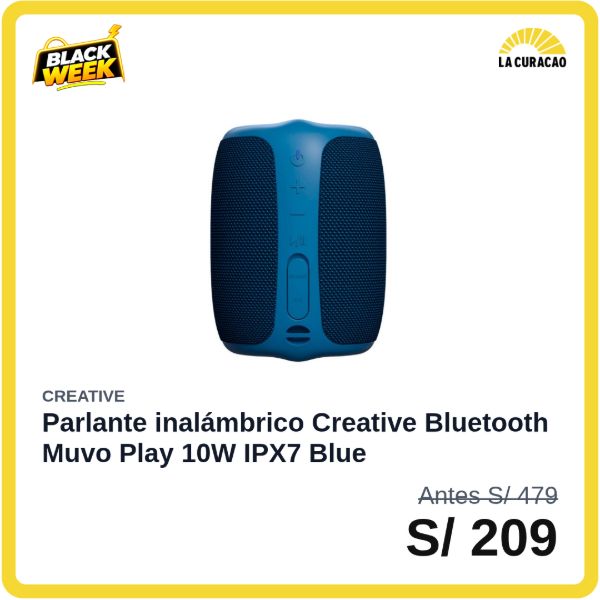 BLACK
WEEK
LA CURACAO
CREATIVE
Parlante inalámbrico Creative Bluetooth
Muvo Play 10W IPX7 Blue
Antes S/ 479
S/ 209